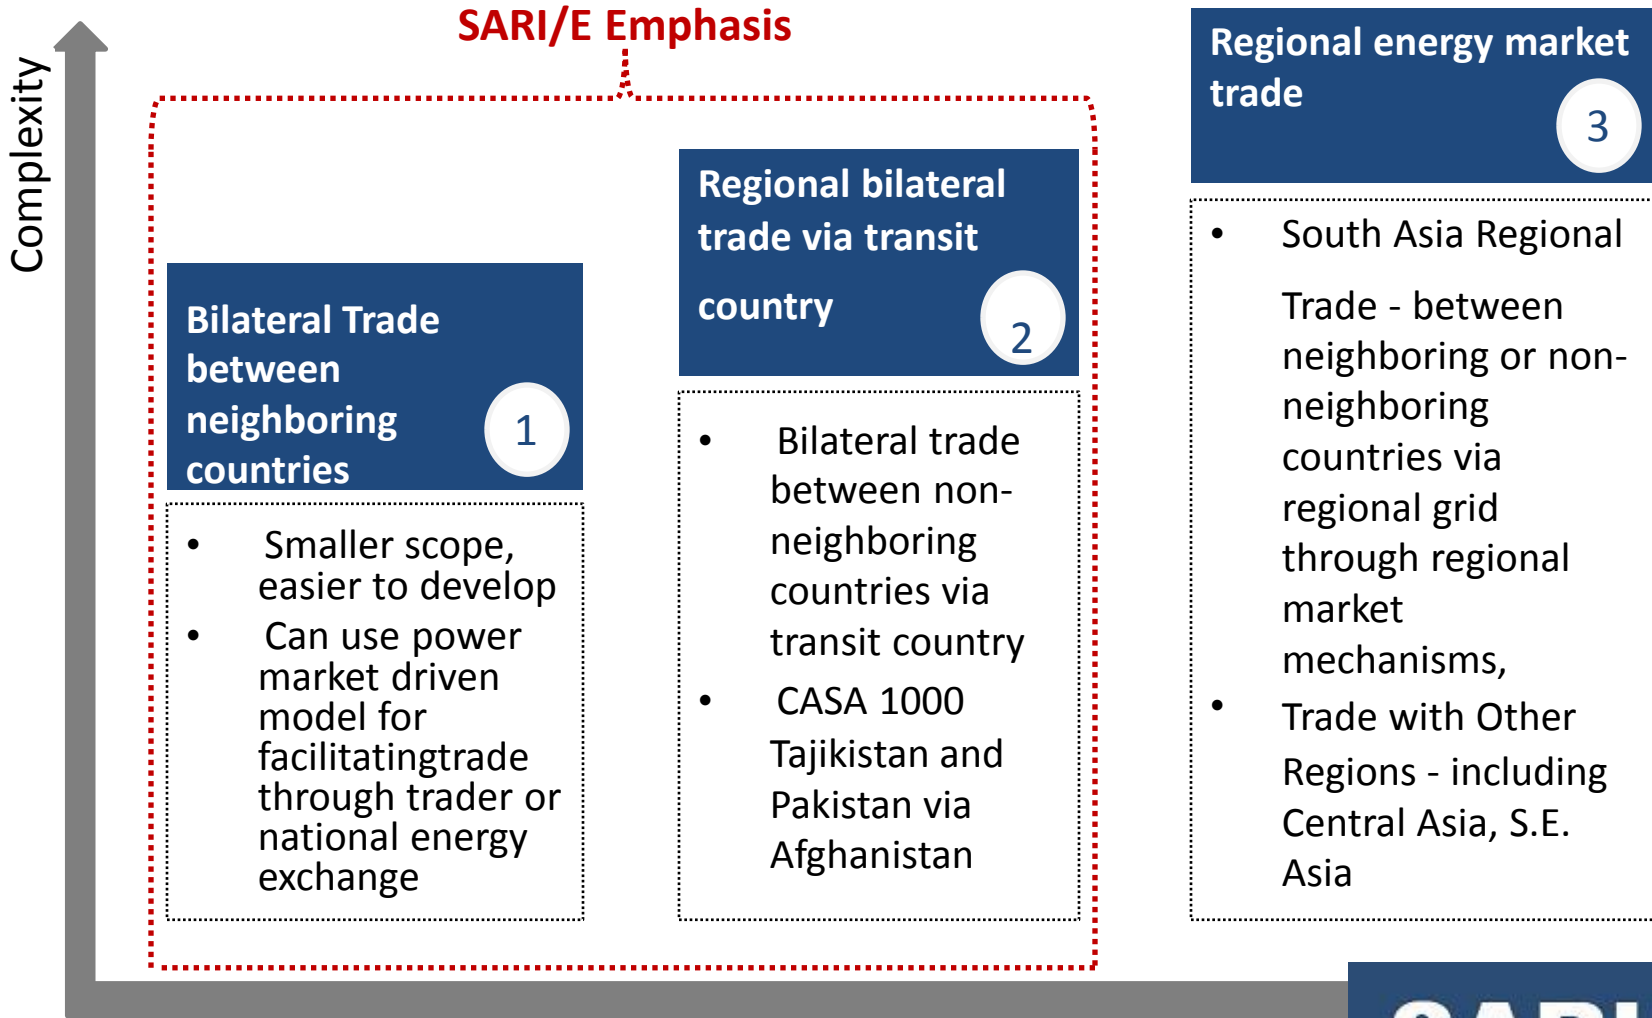 SARI/E Emphasis
Complexity
Bilateral Trade
between
neighboring
countries
1
• Smaller scope,
easier to develop
• Can use power
market driven
model for
facilitatingtrade
through trader or
national energy
exchange
Regional bilateral
trade via transit
country
2
• Bilateral trade
between non-
neighboring
countries via
transit country
• CASA 1000
Tajikistan and
Pakistan via
Afghanistan
Regional energy market
trade
3
• South Asia Regional
Trade - between
neighboring or non-
neighboring
countries via
regional grid
through regional
market
mechanisms,
• Trade with Other
Regions - including
Central Asia, S.E.
Asia